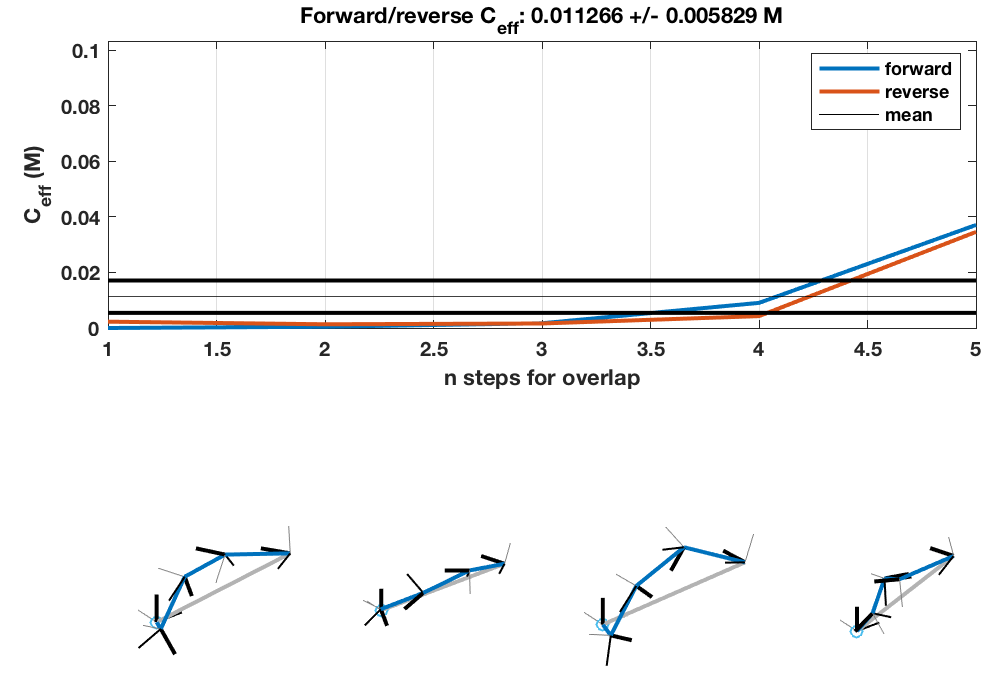 Forward/reverse C_eff: 0.011266 +/- 0.005829 M
0.1
0.08
0.06
0.04
0.02
0
C_eff (M)
forward
reverse
mean
1 1.5 2 2.5 3 3.5 4 4.5 5
n steps for overlap